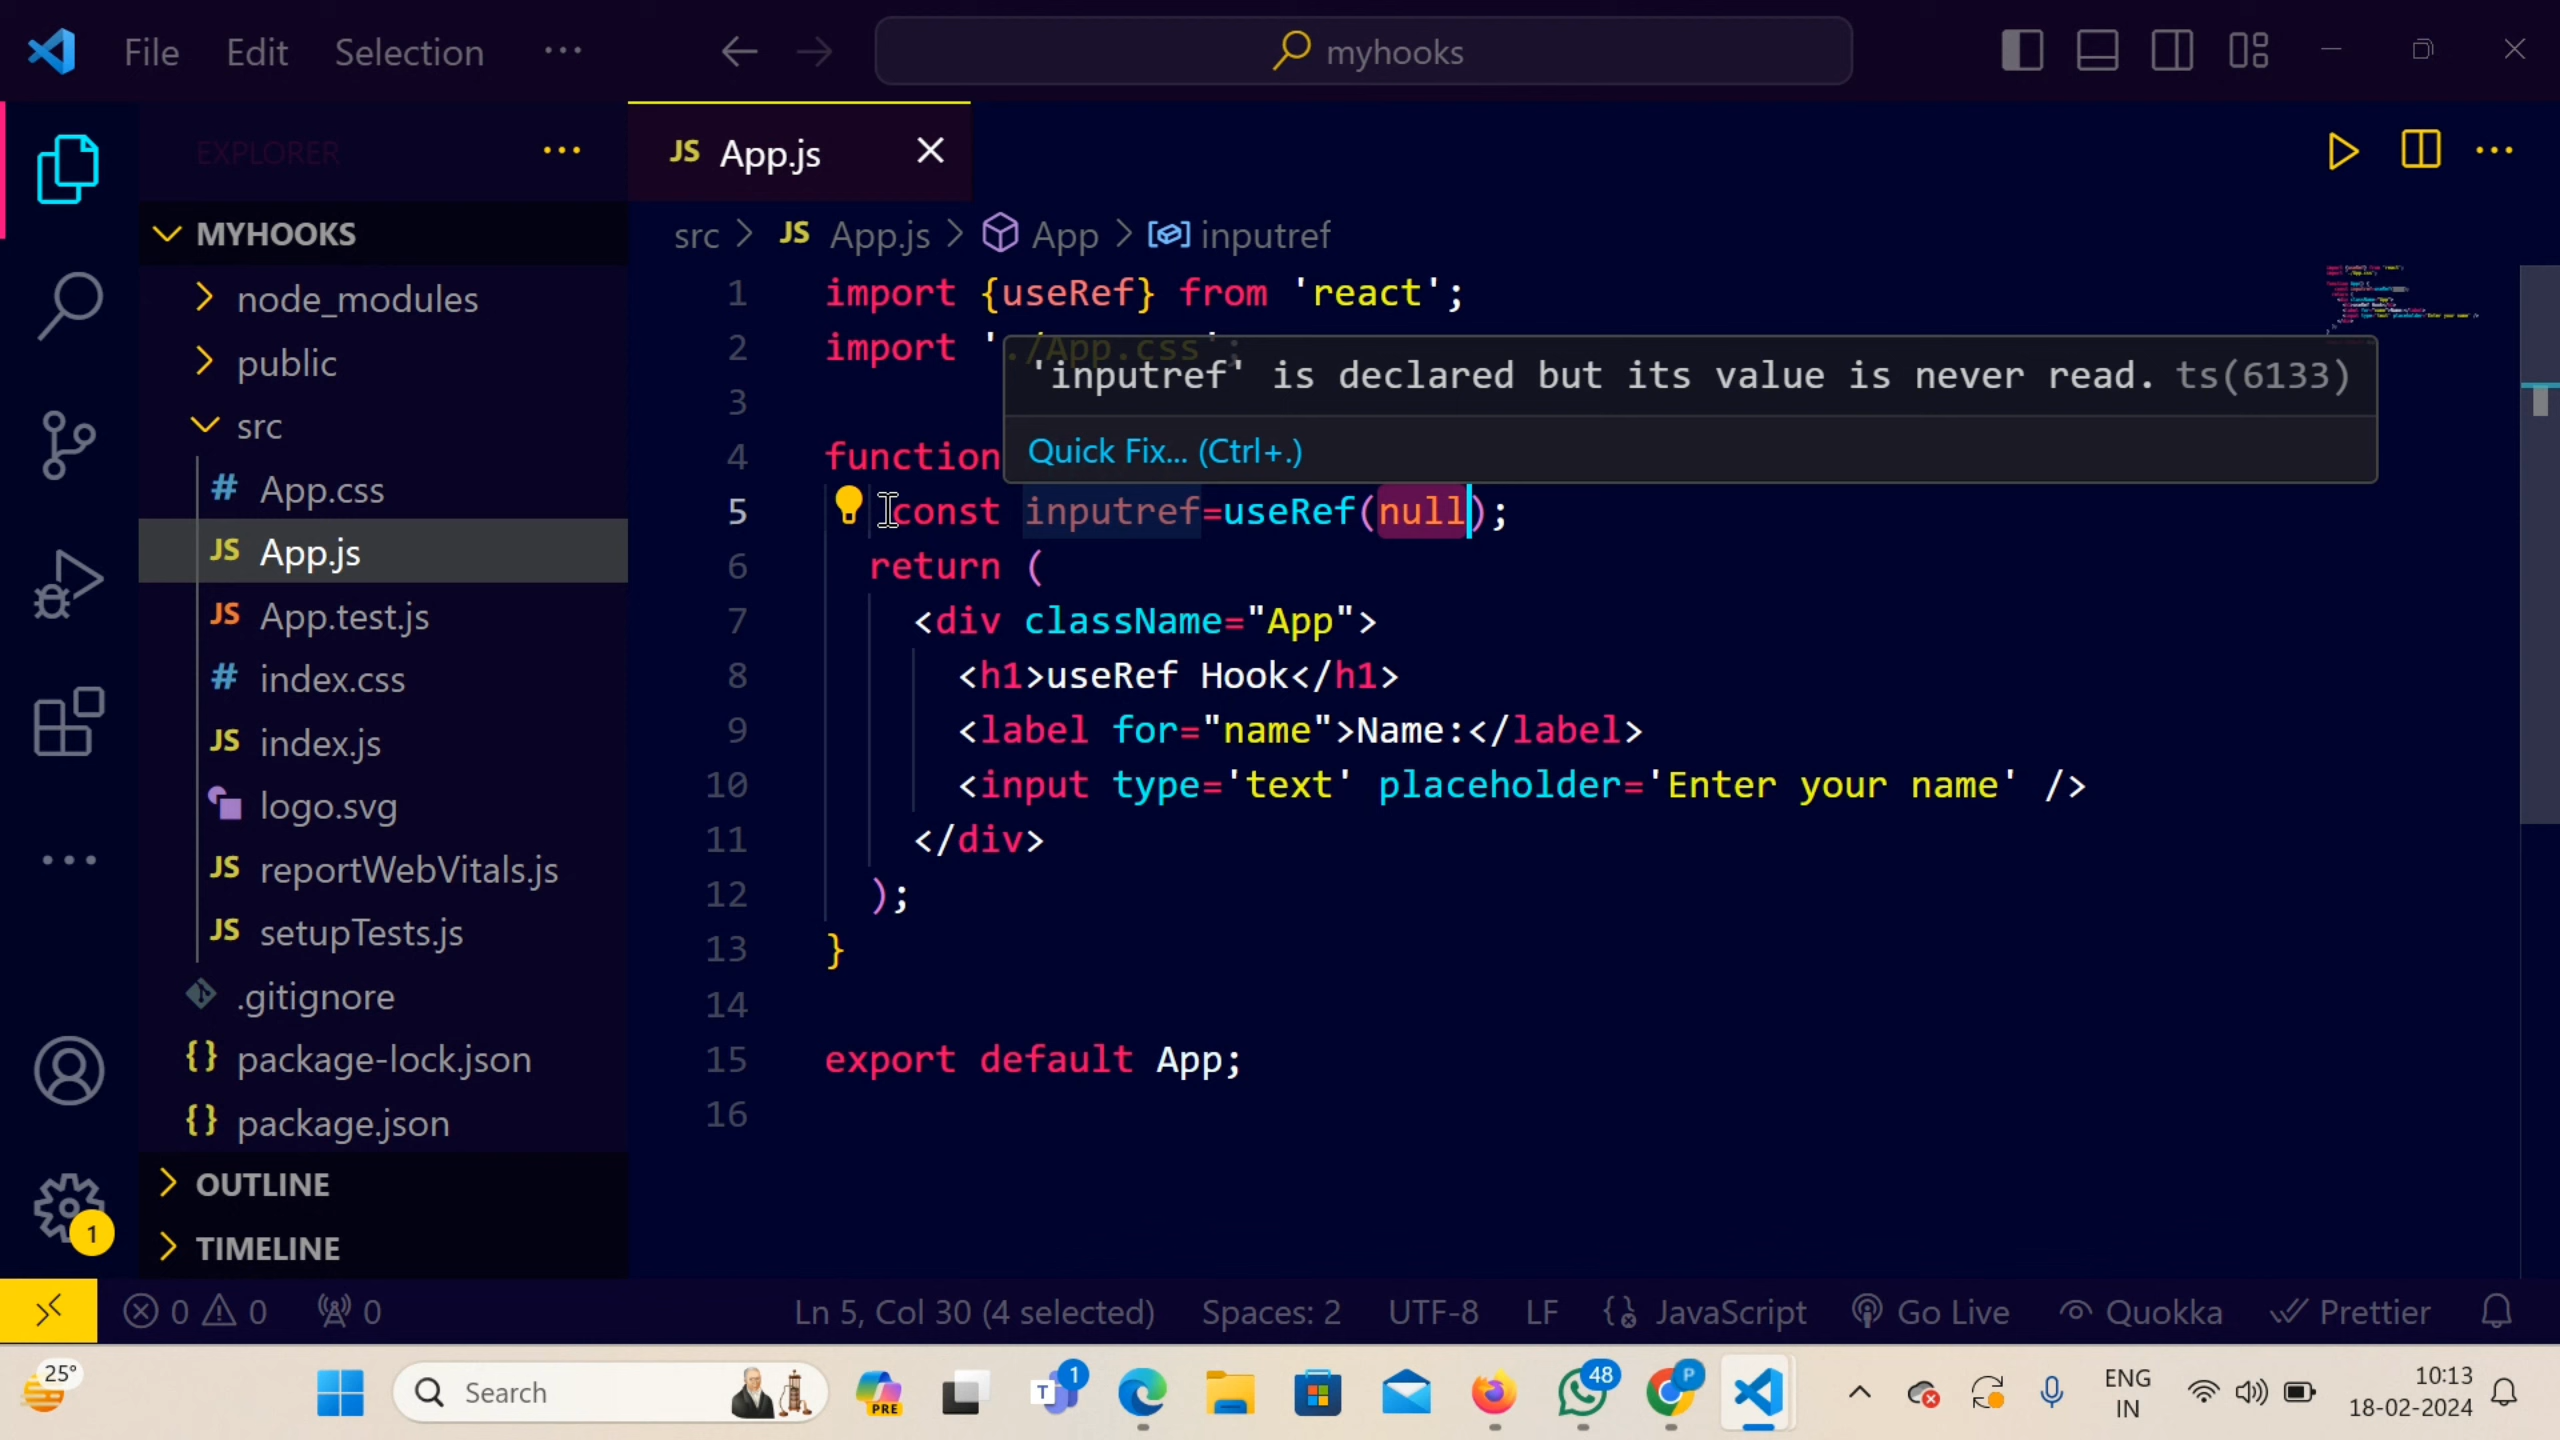 File Edit Selection ··· myhooks
EXPLORER ···
MYHOOKS
node_modules
public
src
# App.css
JS App.js
JS App.test.js
# index.css
JS index.js
logo.svg
JS reportWebVitals.js
JS setupTests.js
.gitignore
{} package-lock.json
{} package.json
OUTLINE
TIMELINE
1
JS App.js
src > JS App.js > App > inputref
1 import {useRef} from 'react';
2 import './App.css';
'inputref' is declared but its value is never read. ts(6133)
3
Quick Fix... (Ctrl+.)
4 function
5 const inputref=useRef(null);
6 return (
7 <div className="App">
8 <h1>useRef Hook</h1>
9 <label for="name">Name:</label>
10 <input type='text' placeholder='Enter your name' />
11 </div>
12 );
13 }
14
15 export default App;
16
0 0 0 Ln 5, Col 30 (4 selected) Spaces: 2 UTF-8 LF {} JavaScript Go Live Quokka Prettier
25° Search PRE T 1 48 P ENG IN 10:13
18-02-2024